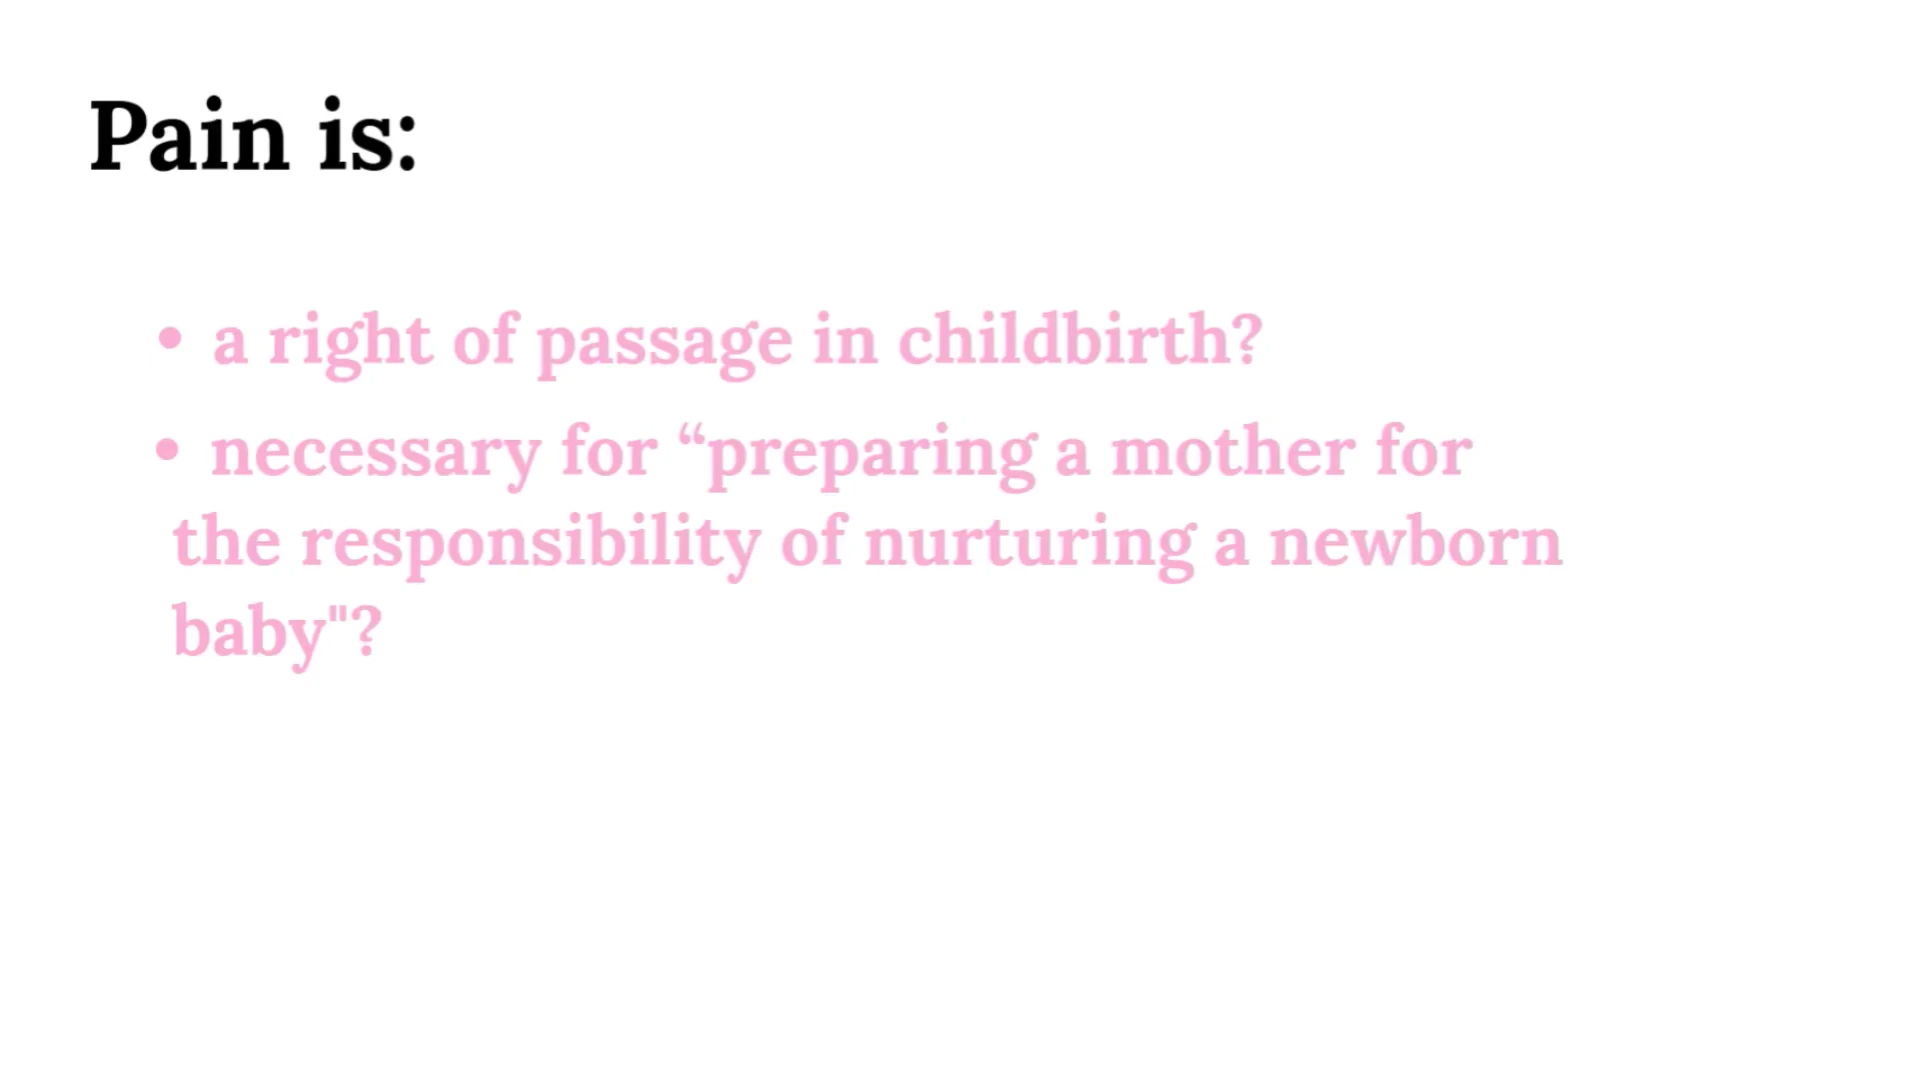 Pain is:
• a right of passage in childbirth?
• necessary for “preparing a mother for
the responsibility of nurturing a newborn
baby"?